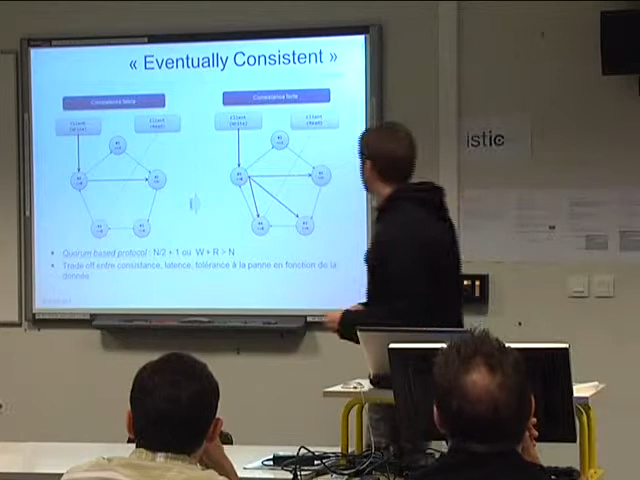 « Eventually Consistent »
Consistance faible
Consistance forte
Client
(Write)
Client
(Read)
Client
(Write)
Client
(Read)
• Quorum based protocol : N/2 + 1 ou W + R > N
• Trade off entre consistance, latence, tolérance à la panne en fonction de la
donnée
istic